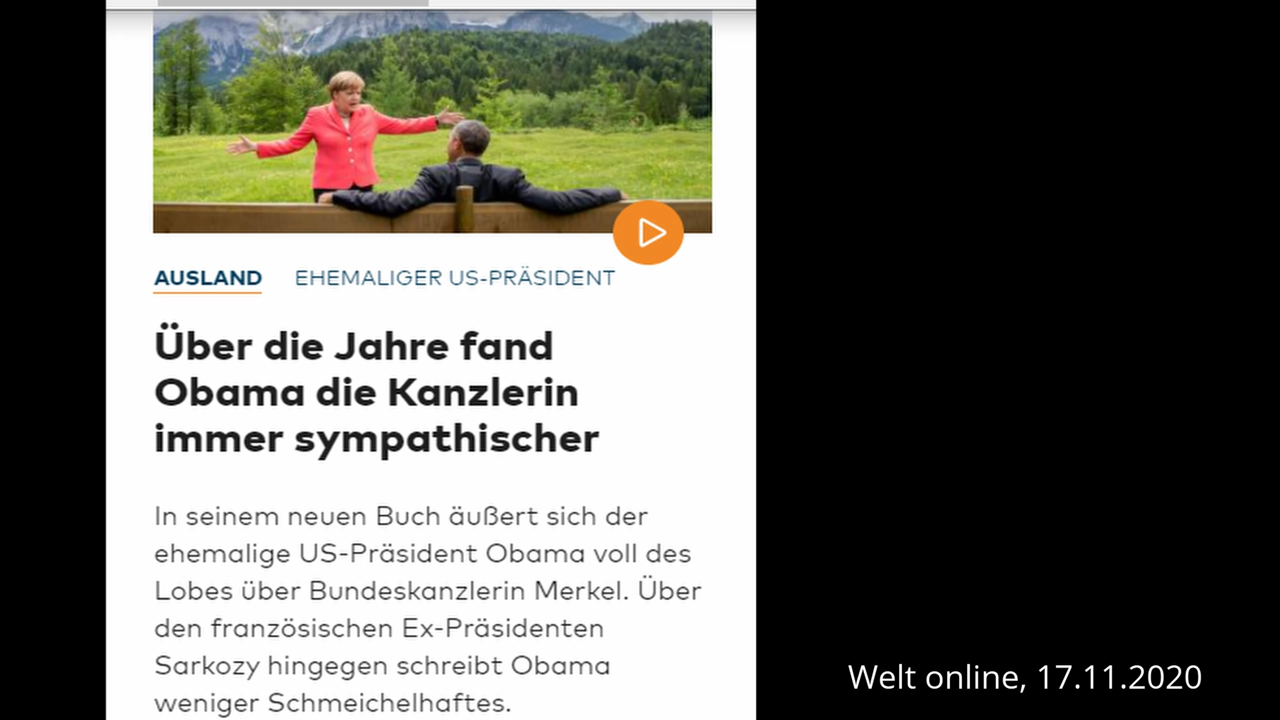 AUSLAND EHEMALIGER US-PRÄSIDENT
Über die Jahre fand
Obama die Kanzlerin
immer sympathischer
In seinem neuen Buch äußert sich der
ehemalige US-Präsident Obama voll des
Lobes über Bundeskanzlerin Merkel. Über
den französischen Ex-Präsidenten
Sarkozy hingegen schreibt Obama
weniger Schmeichelhaftes.
Welt online, 17.11.2020